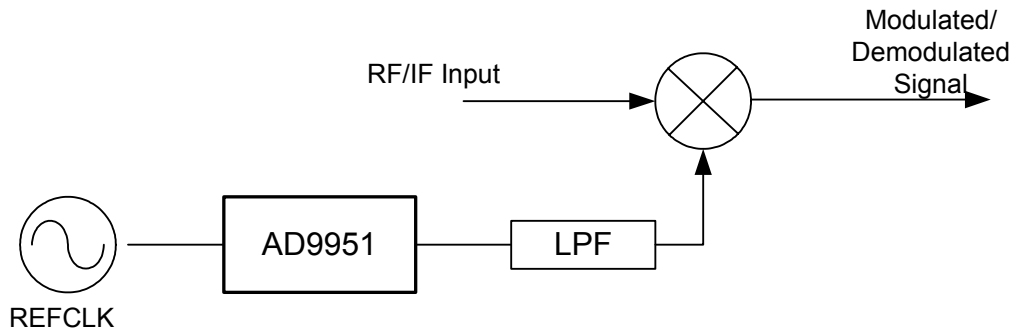 Modulated/
Demodulated
Signal
RF/IF Input
AD9951
LPF
REFCLK